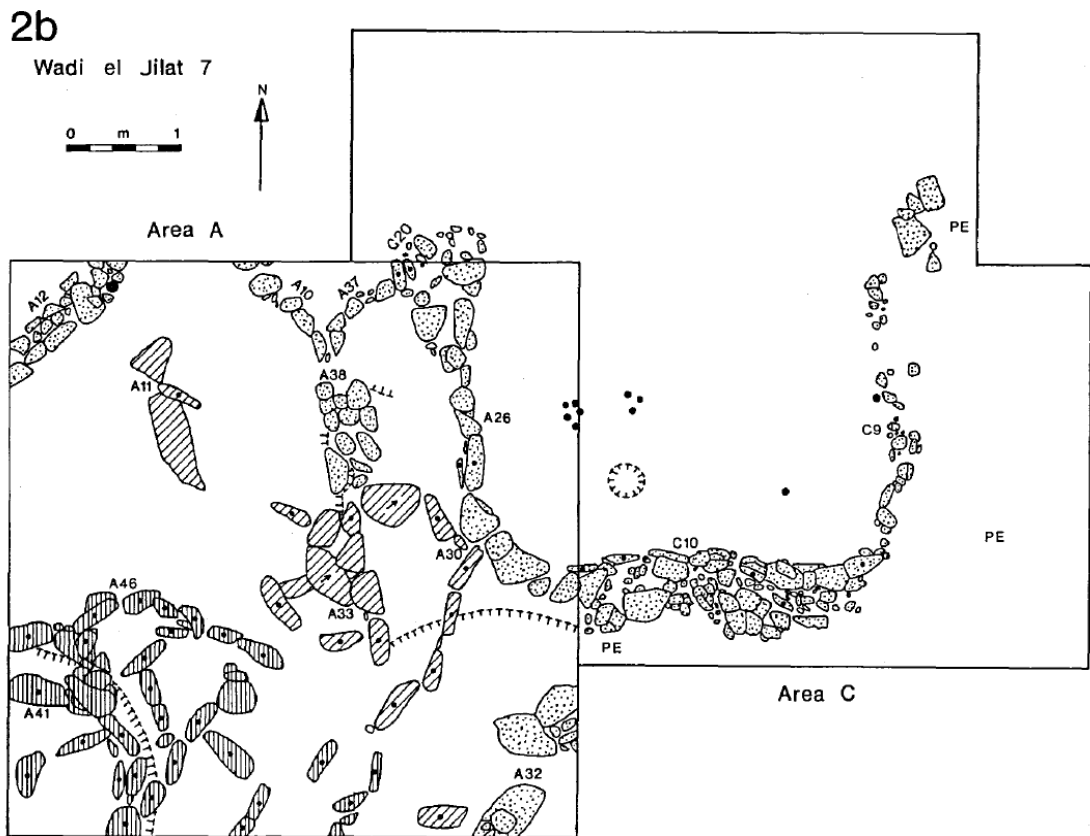 2b
Wadi el Jilat 7
N
0 m 1
Area A
PE
C20
A12
A10
A37
A11
A38
A26
C9
C10
PE
A30
A46
A33
PE
A41
Area C
A32